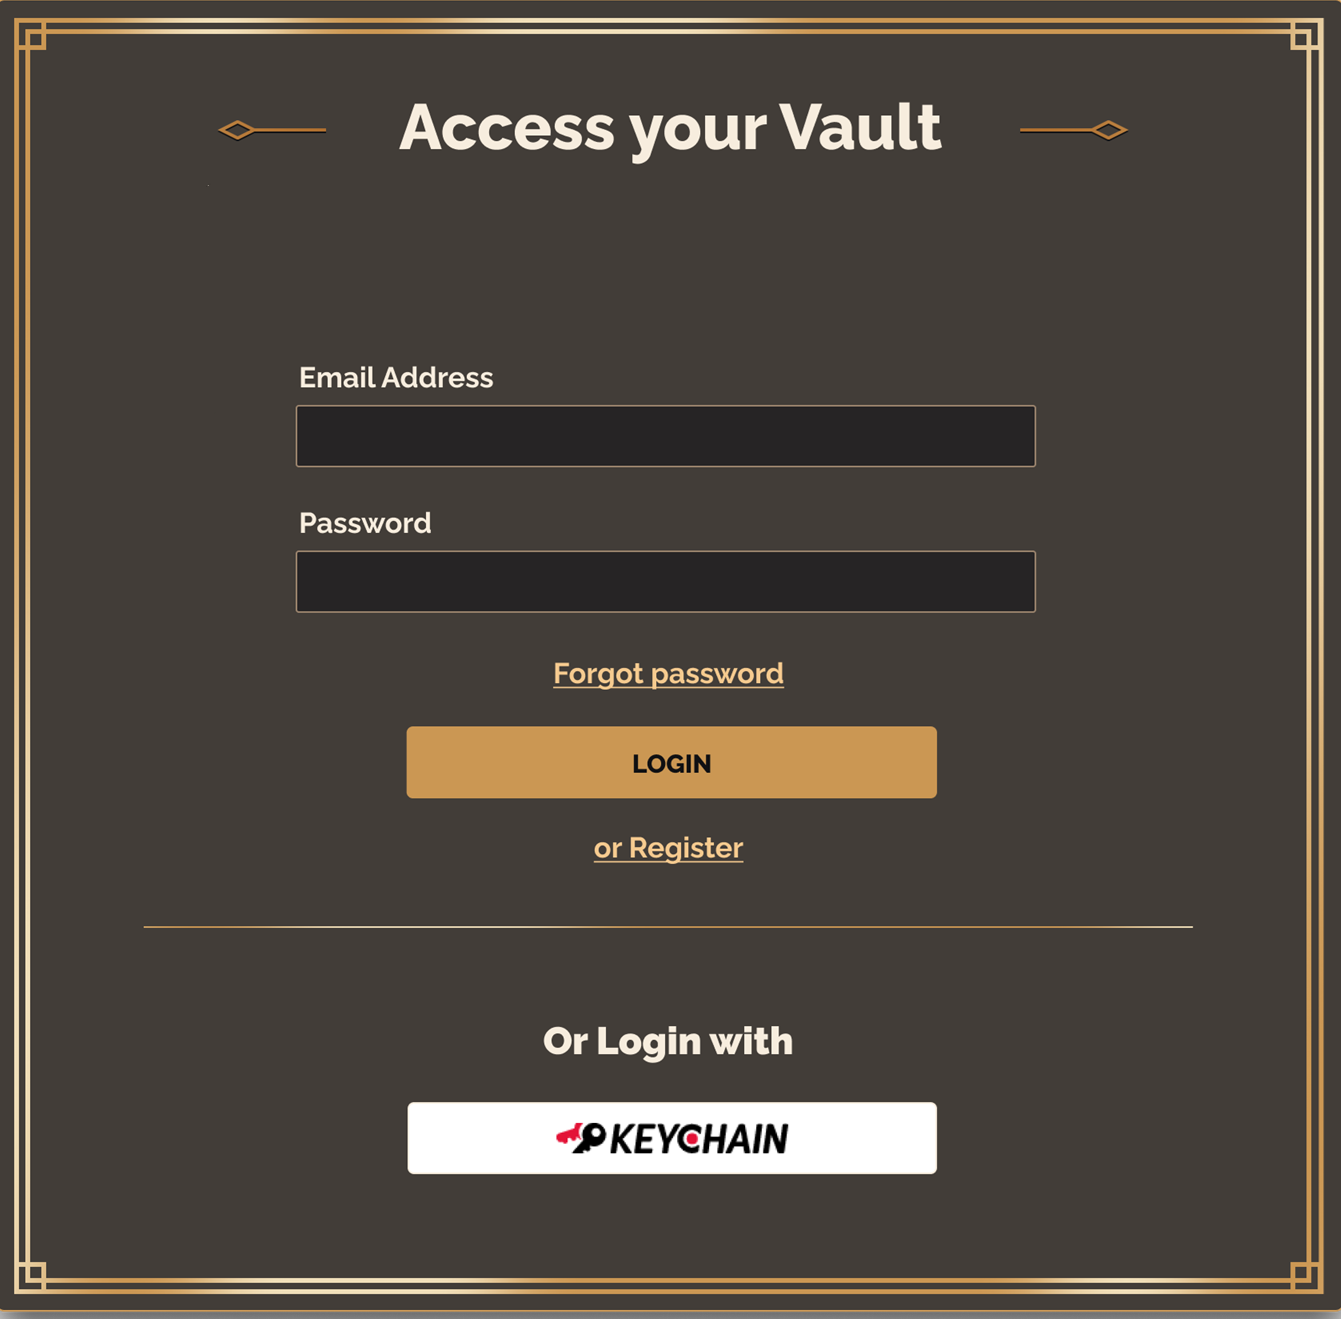 Access your Vault
Email Address
Password
Forgot password
LOGIN
or Register
Or Login with
KEYCHAIN